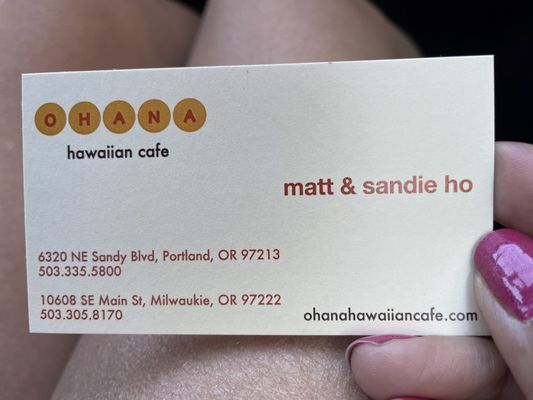 OHANA
hawaiian cafe
matt & sandie ho
6320 NE Sandy Blvd, Portland, OR 97213
503.335.5800
10608 SE Main St, Milwaukie, OR 97222
503.305.8170
ohanahawaiiancafe.com